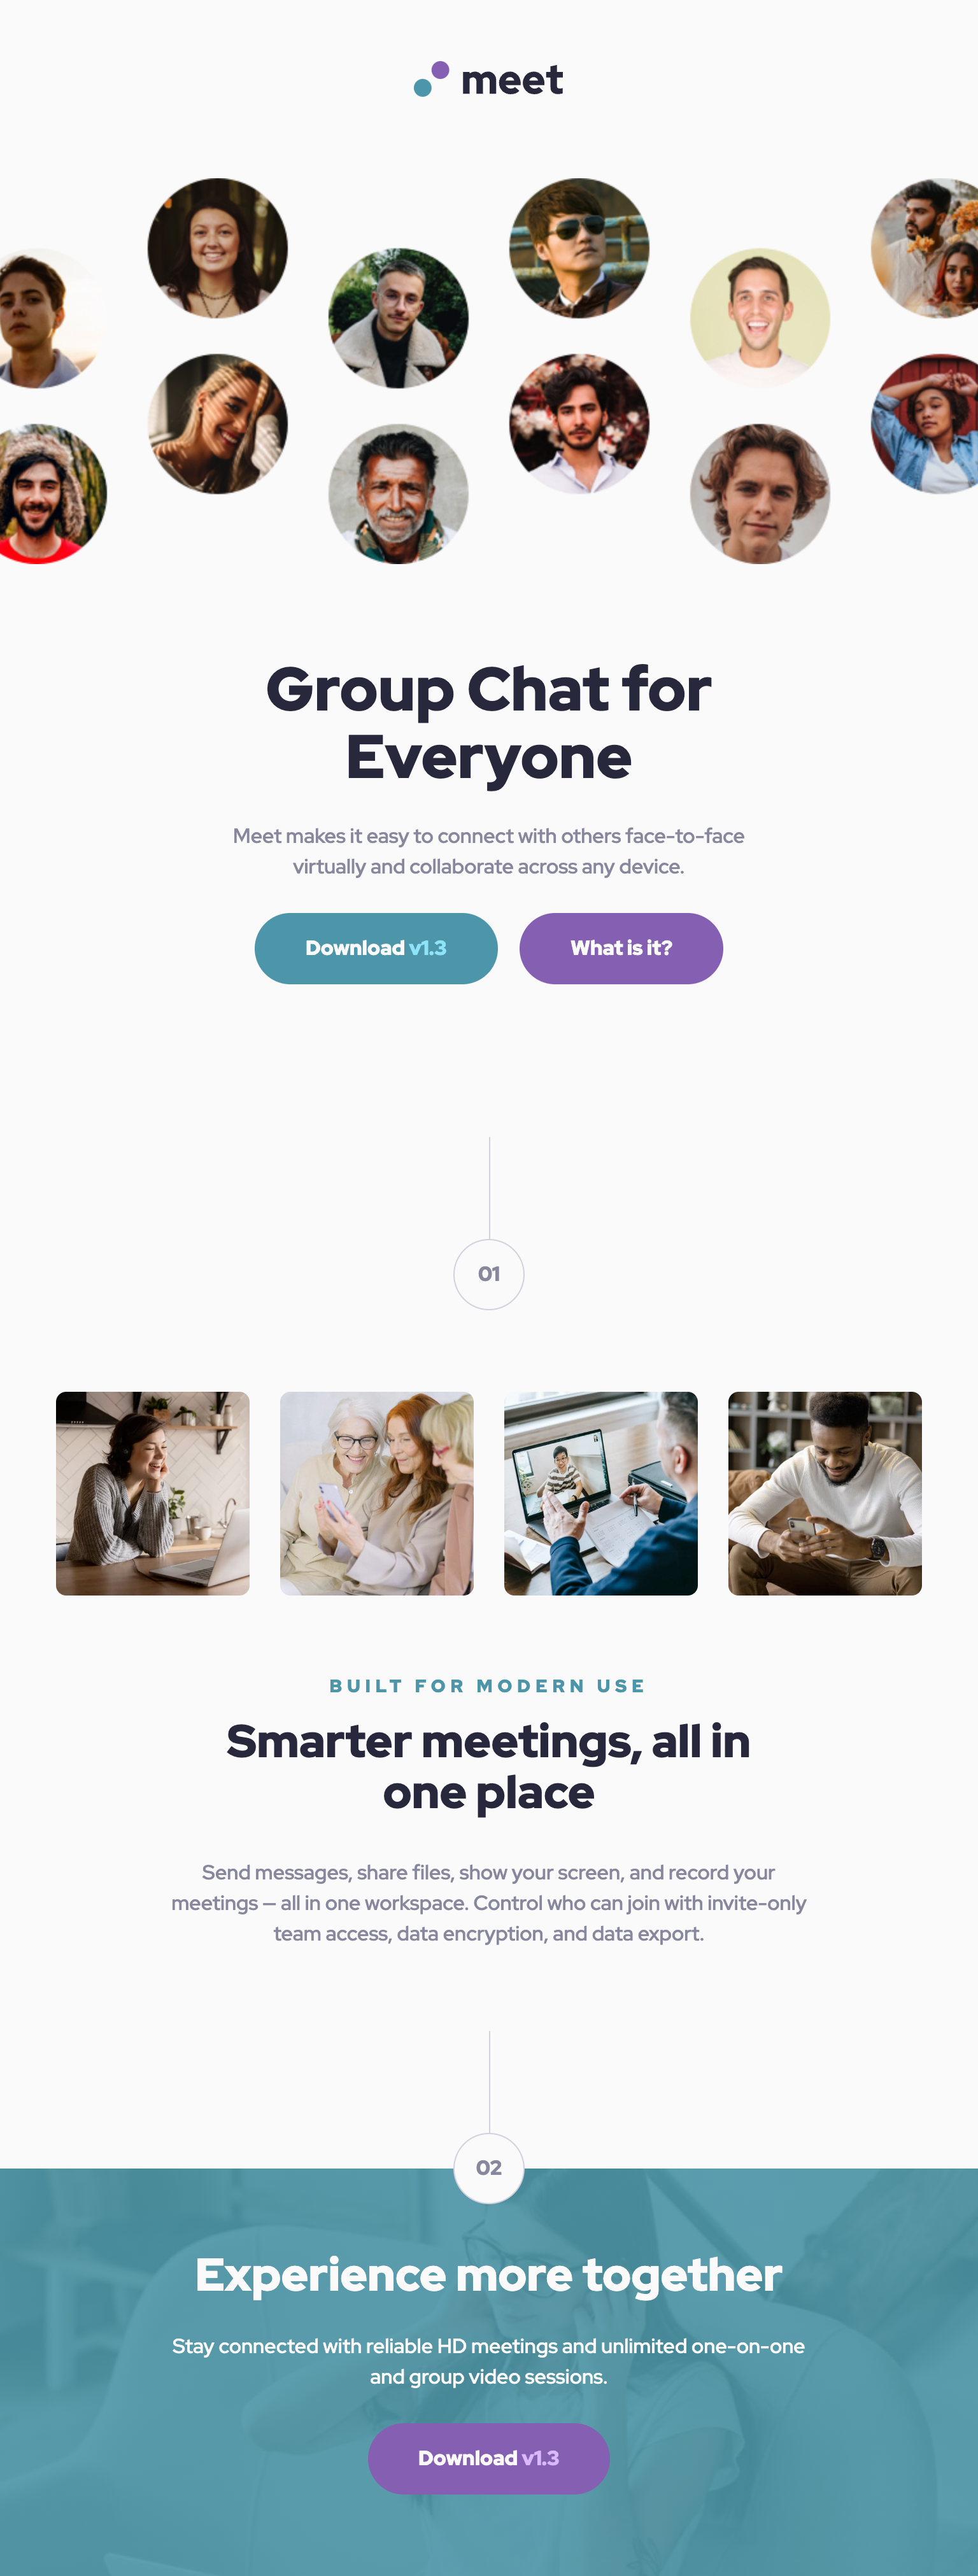 meet
Group Chat for
Everyone
Meet makes it easy to connect with others face-to-face
virtually and collaborate across any device.
Download v1.3
What is it?
01
BUILT FOR MODERN USE
Smarter meetings, all in
one place
Send messages, share files, show your screen, and record your
meetings — all in one workspace. Control who can join with invite-only
team access, data encryption, and data export.
02
Experience more together
Stay connected with reliable HD meetings and unlimited one-on-one
and group video sessions.
Download v1.3